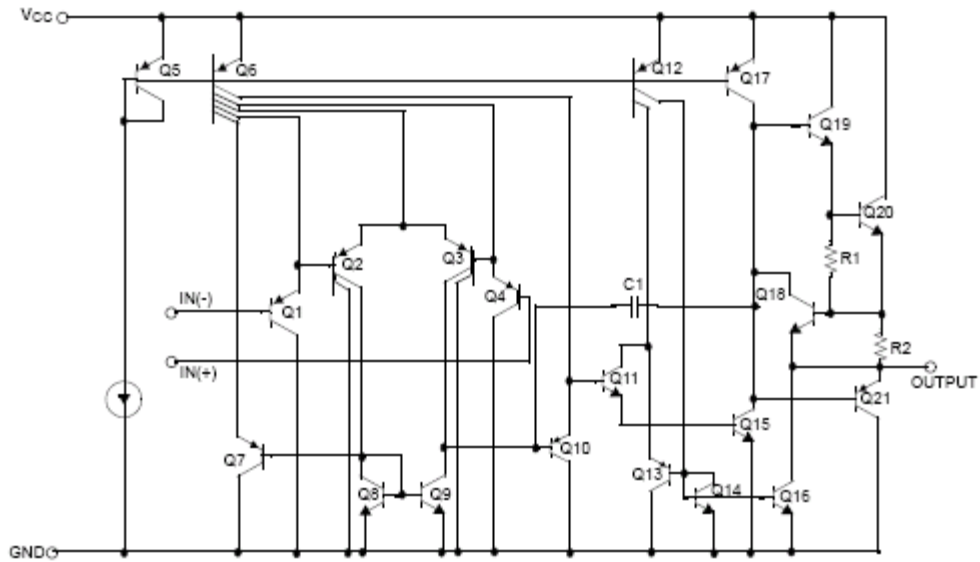 VCC
Q5
Q6
Q12
Q17
Q19
Q20
Q2
Q3
R1
Q4
C1
Q18
IN(-)
Q1
R2
IN(+)
OUTPUT
Q11
Q21
Q15
Q7
Q10
Q13
Q8
Q9
Q14
Q16
GND